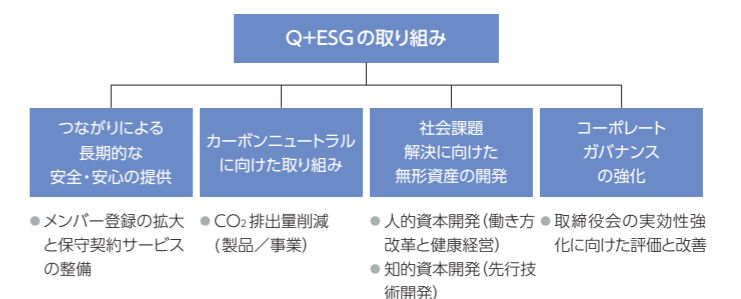 Q+ESGの取り組み
つながりによる
長期的な
安全・安心の提供
カーボンニュートラル
に向けた取り組み
社会課題
解決に向けた
無形資産の開発
コーポレート
ガバナンス
の強化
●メンバー登録の拡大
と保守契約サービス
の整備
●CO₂排出量削減
(製品／事業)
●人的資本開発(働き方
改革と健康経営)
●知的資本開発(先行技
術開発)
●取締役会の実効性強
化に向けた評価と改善